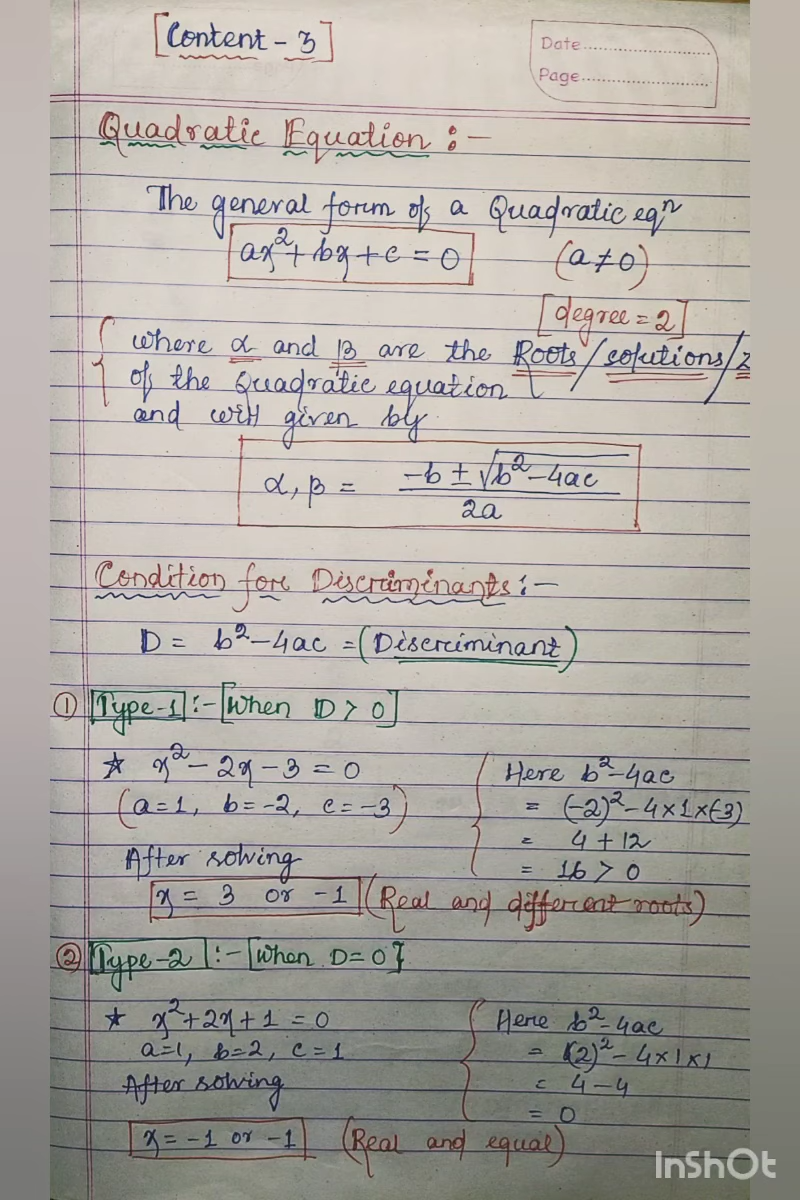 [Content - 3]
Date
Page
Quadratic Equation :-
The general form of a Quadratic eqⁿ
ax²+ bx + c = 0 (a ≠ 0)
[degree = 2]
where α and β are the Roots/solutions/
of the Quadratic equation
and will given by
α, β = (-b ± √(b²-4ac)) / 2a
Condition for Discriminants :-
D = b²-4ac = (Discriminant)
① Type-1 :- [When D > 0]
☆ x² - 2x - 3 = 0
(a=1, b=-2, c=-3)
After solving
x = 3 or -1 (Real and different roots)
Here b²-4ac
= (-2)² - 4×1×(-3)
= 4 + 12
= 16 > 0
② Type-2 :- [When D=0]
☆ x²+2x+1 = 0
a=1, b=2, c=1
After solving
x = -1 or -1 (Real and equal)
Here b²-4ac
= (2)² - 4×1×1
= 4 - 4
= 0
InShOt